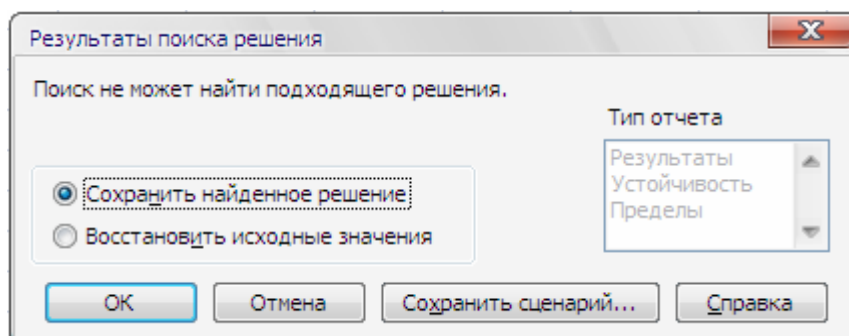 Результаты поиска решения
Поиск не может найти подходящего решения.
Тип отчета
Результаты
Устойчивость
Пределы
Сохранить найденное решение
Восстановить исходные значения
ОК
Отмена
Сохранить сценарий...
Справка